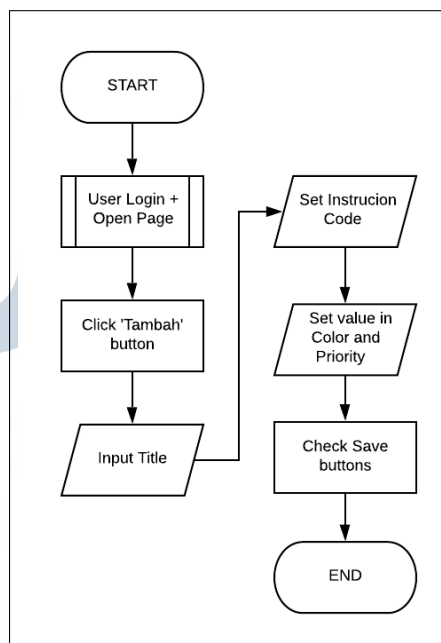 START
User Login +
Open Page
Click 'Tambah'
button
Input Title
Set Instrucion
Code
Set value in
Color and
Priority
Check Save
buttons
END